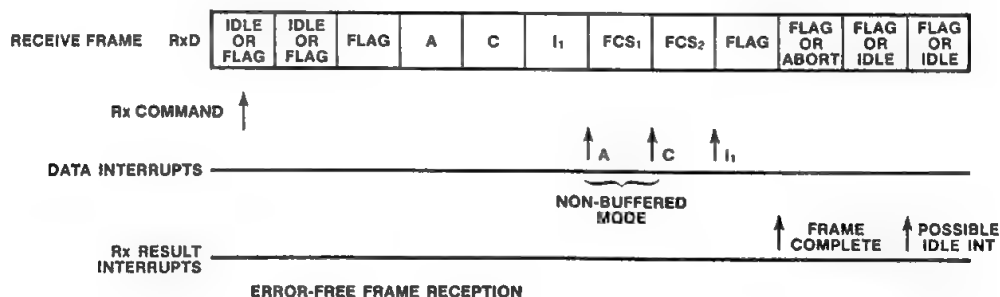 RECEIVE FRAME RxD
IDLE OR FLAG
IDLE OR FLAG
FLAG
A
C
I₁
FCS₁
FCS₂
FLAG
FLAG OR ABORT
FLAG OR IDLE
FLAG OR IDLE
Rx COMMAND
A
C
I₁
DATA INTERRUPTS
NON-BUFFERED
MODE
FRAME
COMPLETE
POSSIBLE
IDLE INT
Rx RESULT
INTERRUPTS
ERROR-FREE FRAME RECEPTION